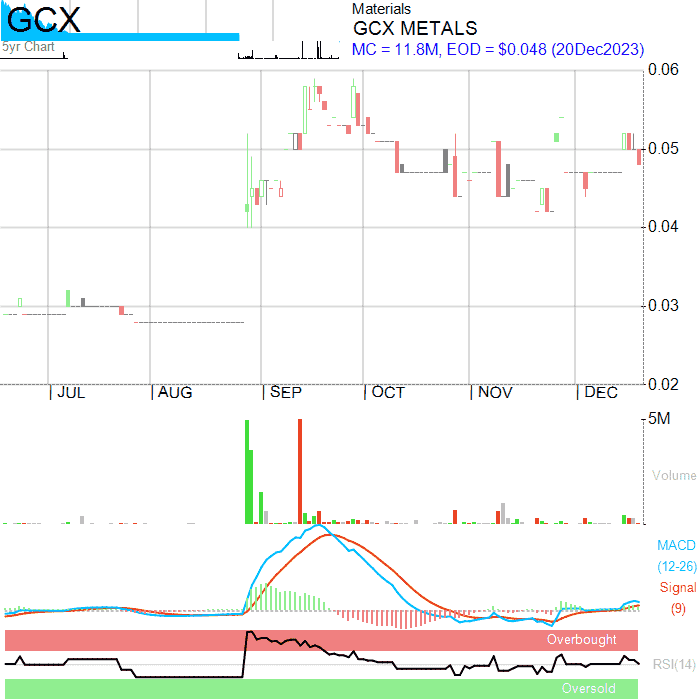 GCX
5yr Chart
Materials
GCX METALS
MC = 11.8M, EOD = $0.048 (20Dec2023)
0.06
0.05
0.04
0.03
0.02
JUL AUG SEP OCT NOV DEC
5M
Volume
MACD
(12-26)
Signal
(9)
Overbought
RSI(14)
Oversold